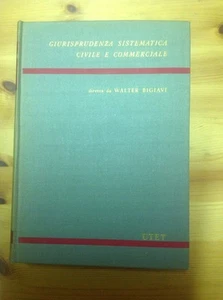 GIURISPRUDENZA SISTEMATICA
CIVILE E COMMERCIALE
diretta da WALTER BIGIAVI
UTET